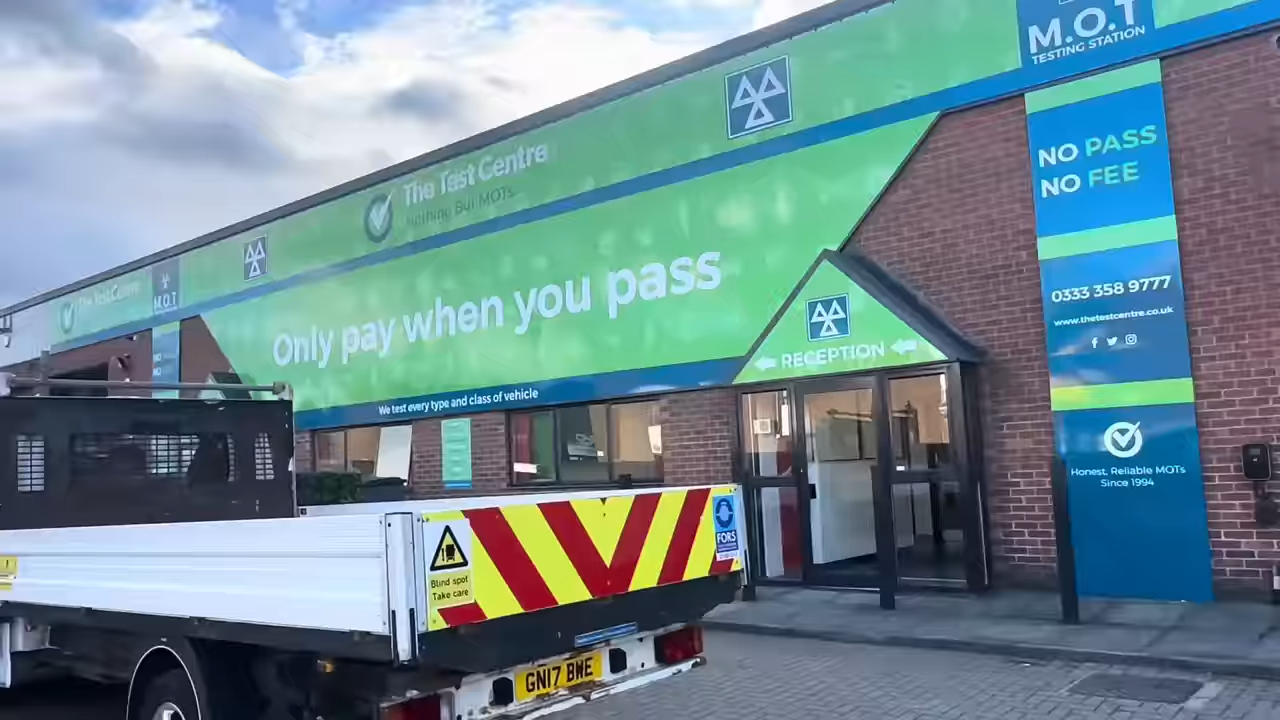 M.O.T
TESTING STATION
The Test Centre
Nothing But MOTs
The Test Centre
M.O.T
NO PASS
NO FEE
Only pay when you pass
We test every type and class of vehicle
RECEPTION
0333 358 9777
www.thetestcentre.co.uk
Honest, Reliable MOTs
Since 1994
NO
NO
Blind spot
Take care
FORS
GN17 BWE